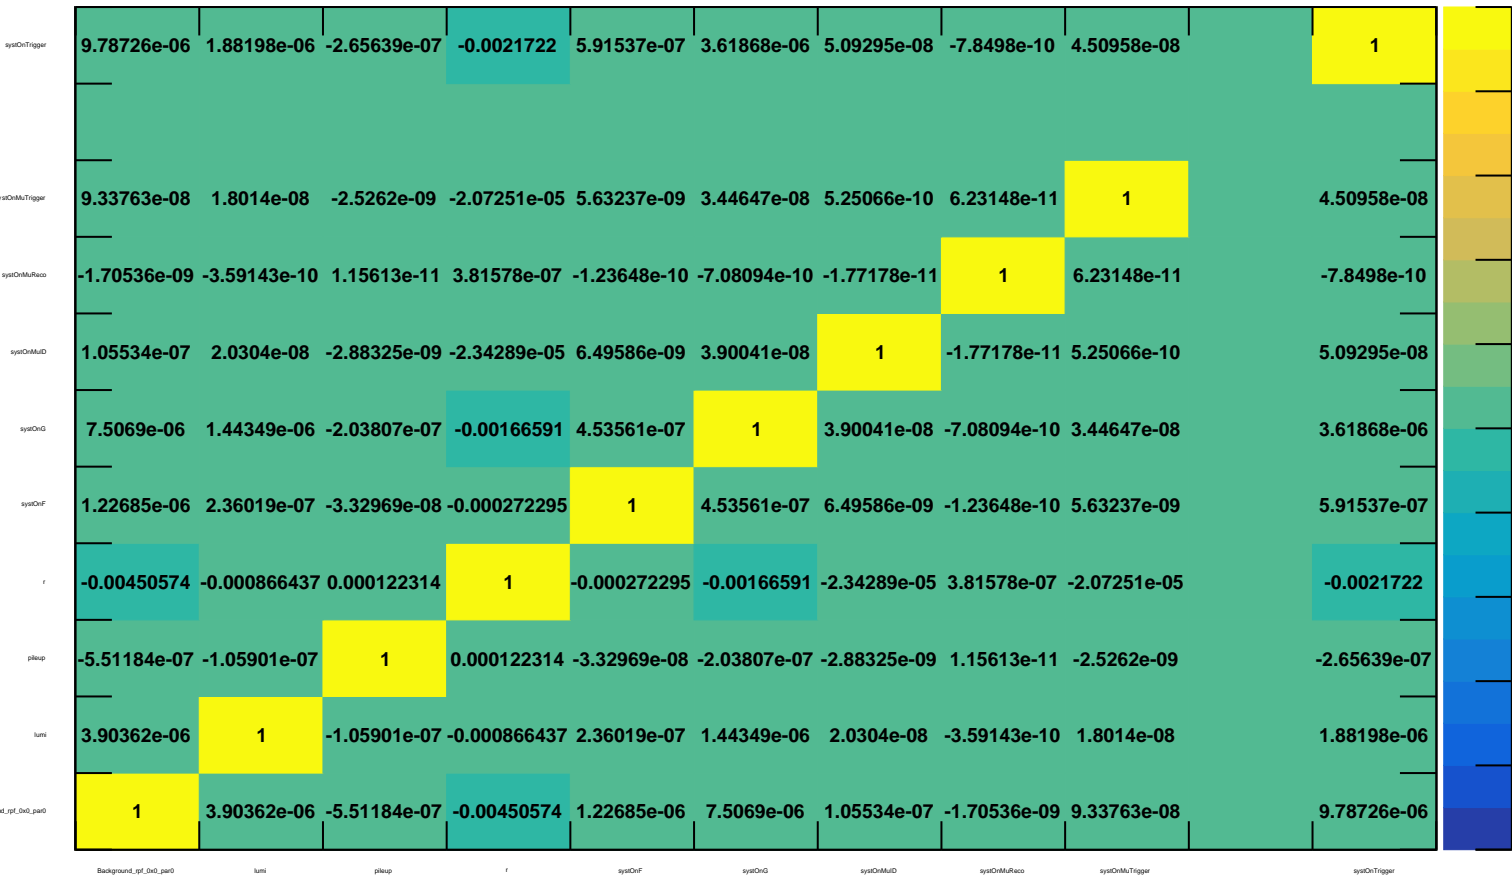 systOnTrigger 9.78726e-06 1.88198e-06 -2.65639e-07 -0.0021722 5.91537e-07 3.61868e-06 5.09295e-08 -7.8498e-10 4.50958e-08 1
stOnMuTrigger 9.33763e-08 1.8014e-08 -2.5262e-09 -2.07251e-05 5.63237e-09 3.44647e-08 5.25066e-10 6.23148e-11 1 4.50958e-08
systOnMuReco -1.70536e-09 -3.59143e-10 1.15613e-11 3.81578e-07 -1.23648e-10 -7.08094e-10 -1.77178e-11 1 6.23148e-11 -7.8498e-10
systOnMuID 1.05534e-07 2.0304e-08 -2.88325e-09 -2.34289e-05 6.49586e-09 3.90041e-08 1 -1.77178e-11 5.25066e-10 5.09295e-08
systOnG 7.5069e-06 1.44349e-06 -2.03807e-07 -0.00166591 4.53561e-07 1 3.90041e-08 -7.08094e-10 3.44647e-08 3.61868e-06
systOnF 1.22685e-06 2.36019e-07 -3.32969e-08 -0.000272295 1 4.53561e-07 6.49586e-09 -1.23648e-10 5.63237e-09 5.91537e-07
r -0.00450574 -0.000866437 0.000122314 1 -0.000272295 -0.00166591 -2.34289e-05 3.81578e-07 -2.07251e-05 -0.0021722
pileup -5.51184e-07 -1.05901e-07 1 0.000122314 -3.32969e-08 -2.03807e-07 -2.88325e-09 1.15613e-11 -2.5262e-09 -2.65639e-07
lumi 3.90362e-06 1 -1.05901e-07 -0.000866437 2.36019e-07 1.44349e-06 2.0304e-08 -3.59143e-10 1.8014e-08 1.88198e-06
d_rpf_0x0_par0 1 3.90362e-06 -5.51184e-07 -0.00450574 1.22685e-06 7.5069e-06 1.05534e-07 -1.70536e-09 9.33763e-08 9.78726e-06
Background_rpf_0x0_par0 lumi pileup r systOnF systOnG systOnMuID systOnMuReco systOnMuTrigger systOnTrigger